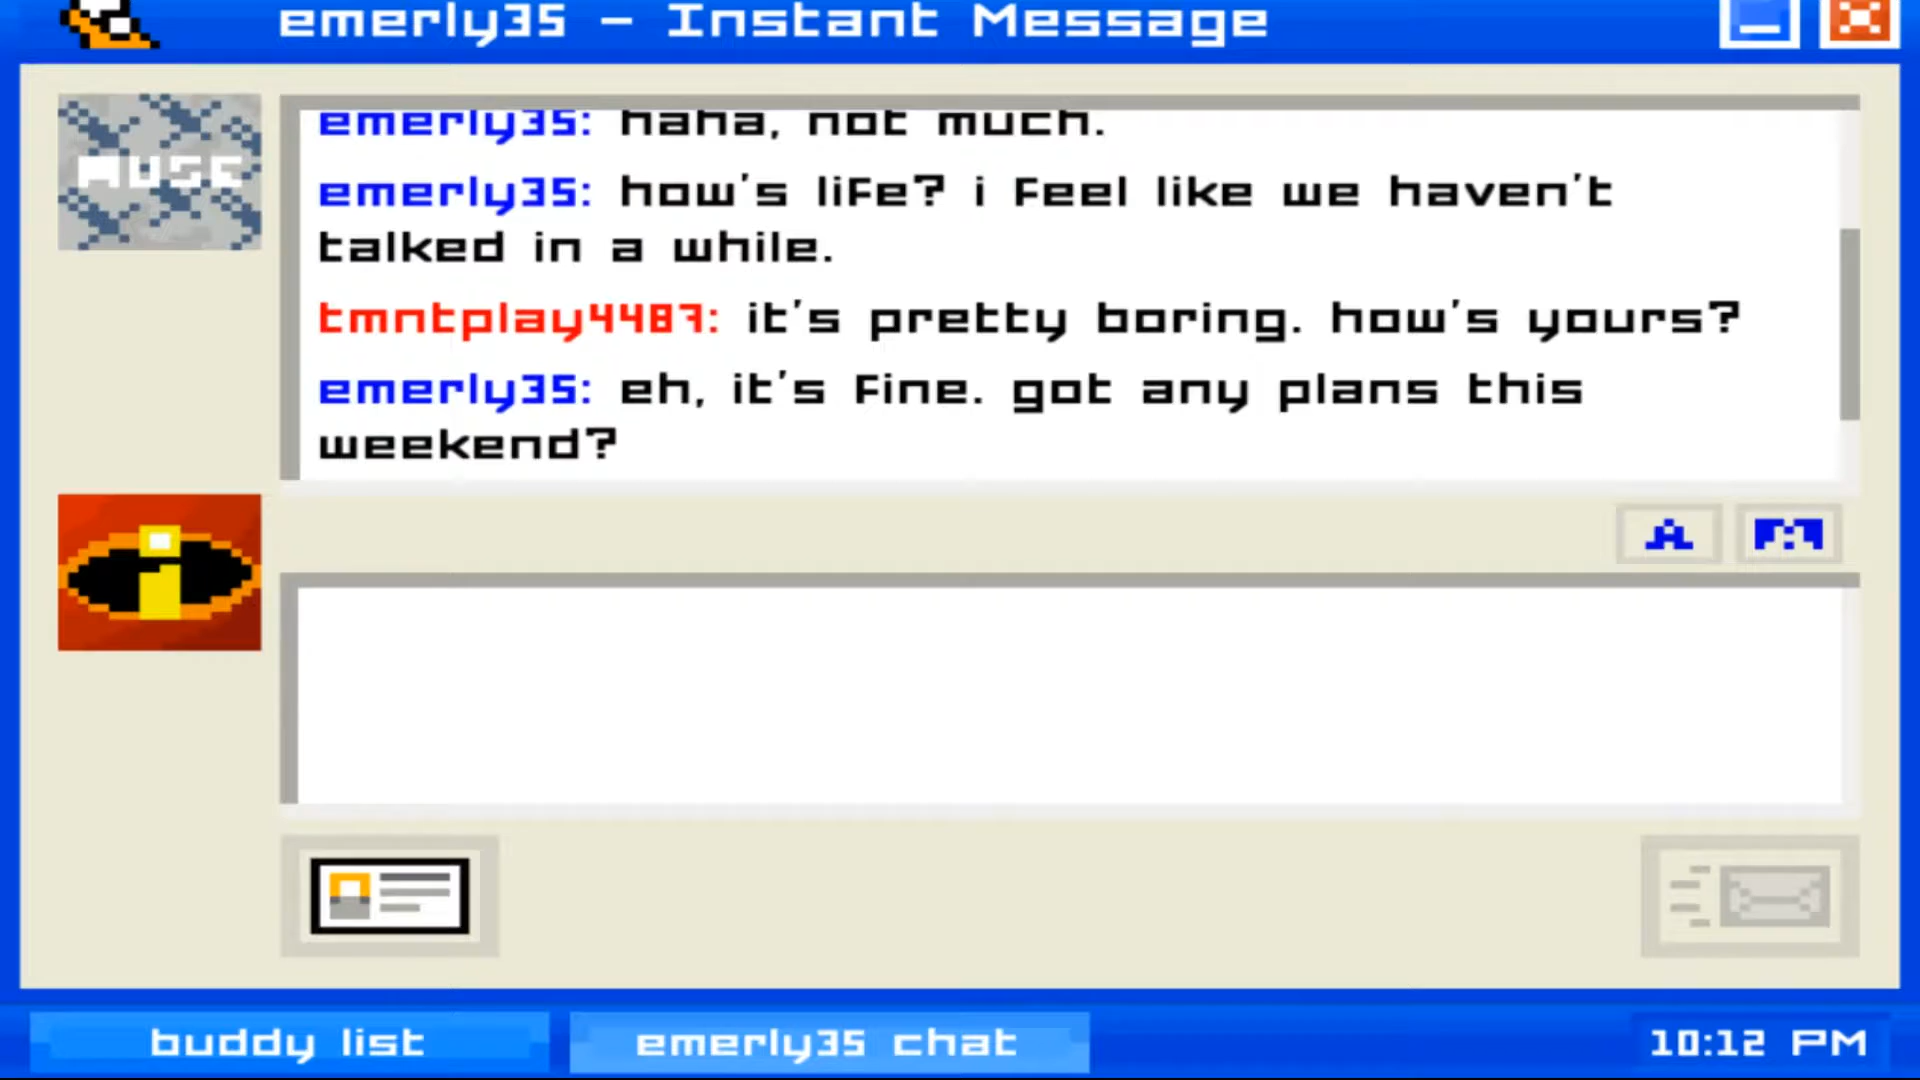 emerly35 - Instant Message
MUSE
emerly35: haha, not much.
emerly35: how's life? i feel like we haven't
talked in a while.
tmntplay4487: it's pretty boring. how's yours?
emerly35: eh, it's fine. got any plans this
weekend?
i
A
buddy list
emerly35 chat
10:12 PM